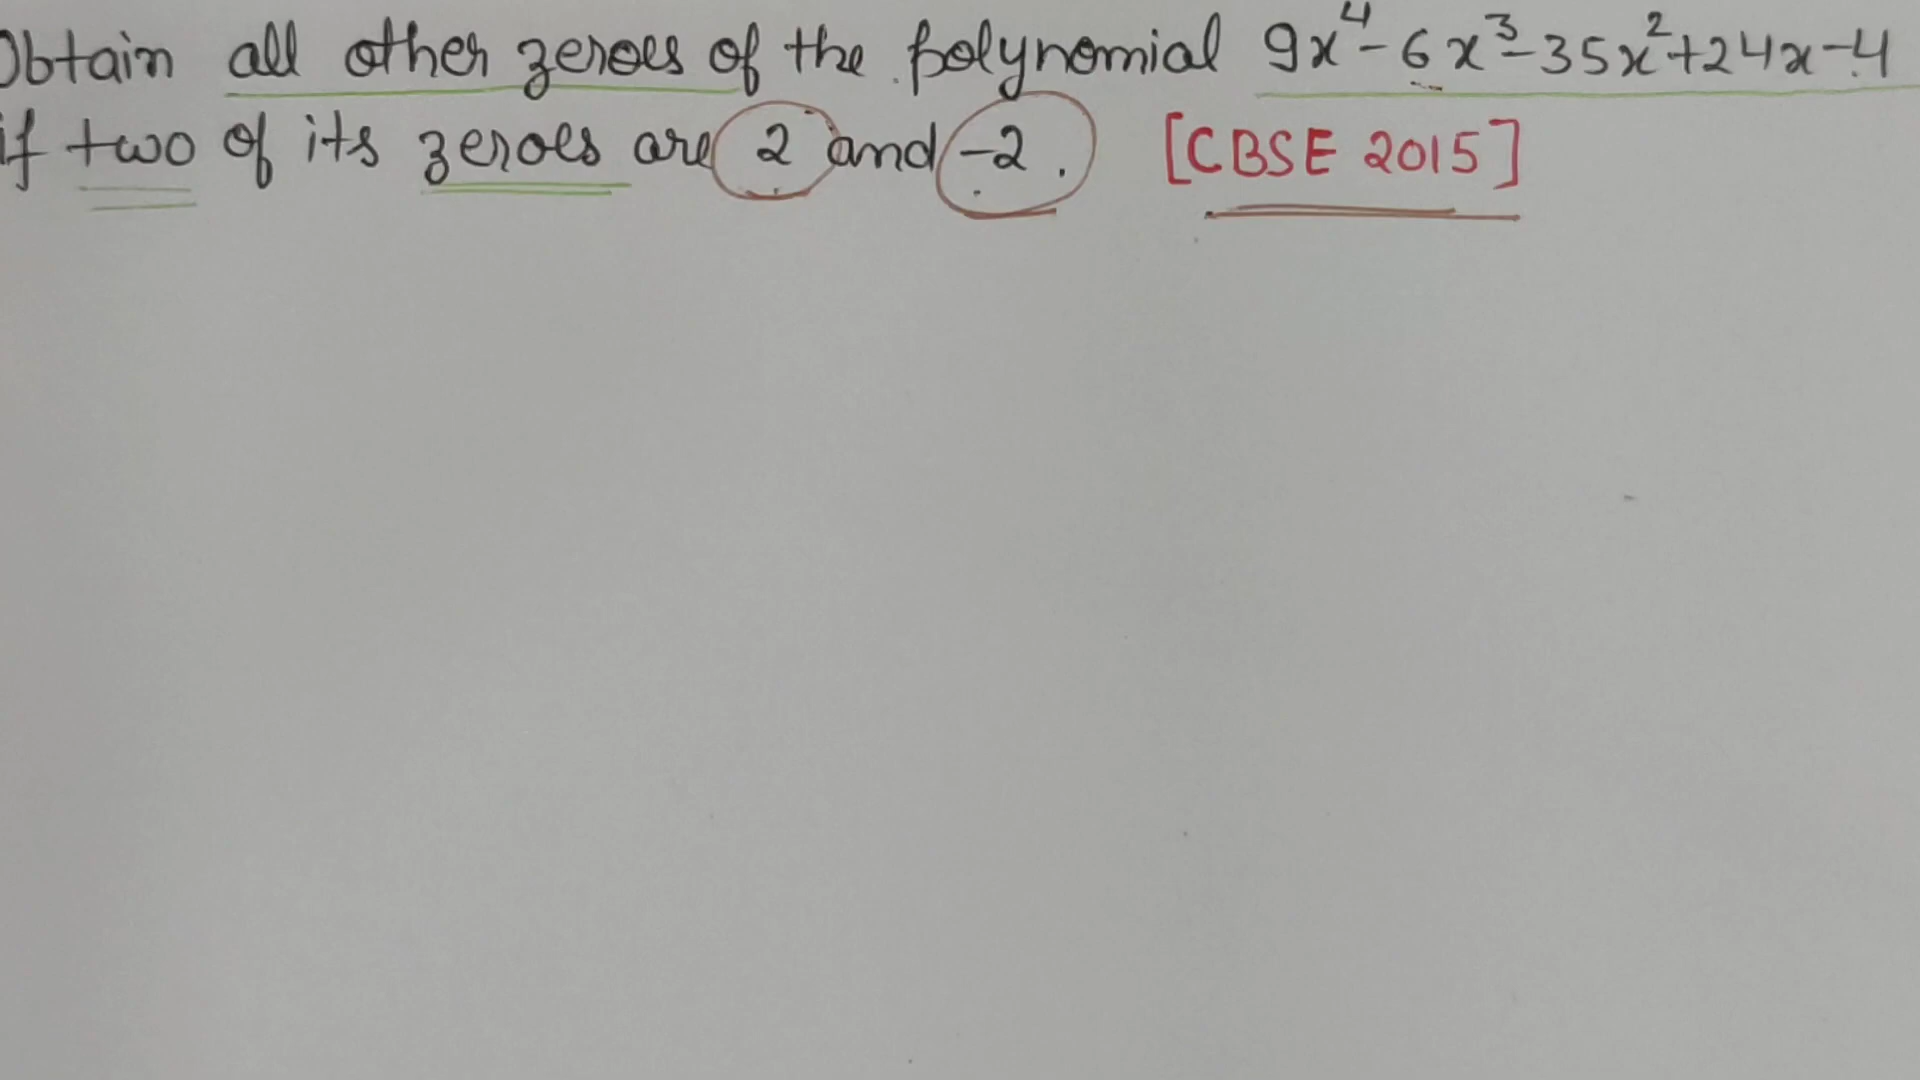 Obtain all other zeroes of the polynomial 9x⁴-6x³-35x²+24x-4
if two of its zeroes are 2 and -2. [CBSE 2015]